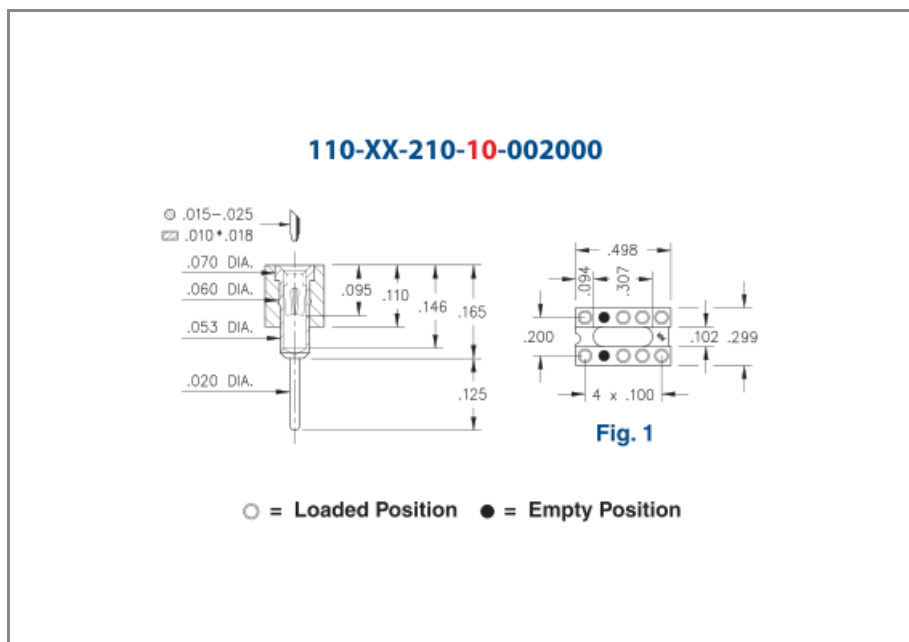 110-XX-210-10-002000
.015–.025
.010*.018
.070 DIA.
.060 DIA.
.053 DIA.
.020 DIA.
.095
.110
.146
.165
.125
.498
.094
.307
.200
.102
.299
4 x .100
Fig. 1
= Loaded Position = Empty Position